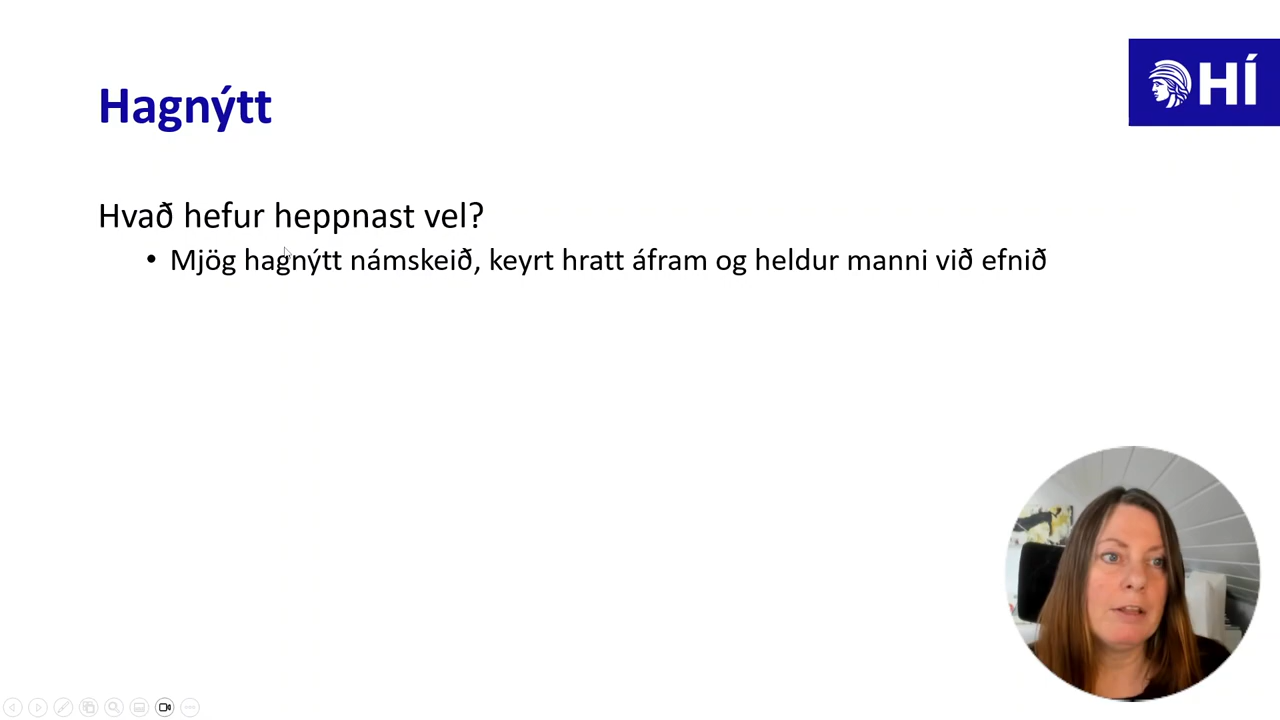 Hagnýtt
HÍ
Hvað hefur heppnast vel?
• Mjög hagnýtt námskeið, keyrt hratt áfram og heldur manni við efnið